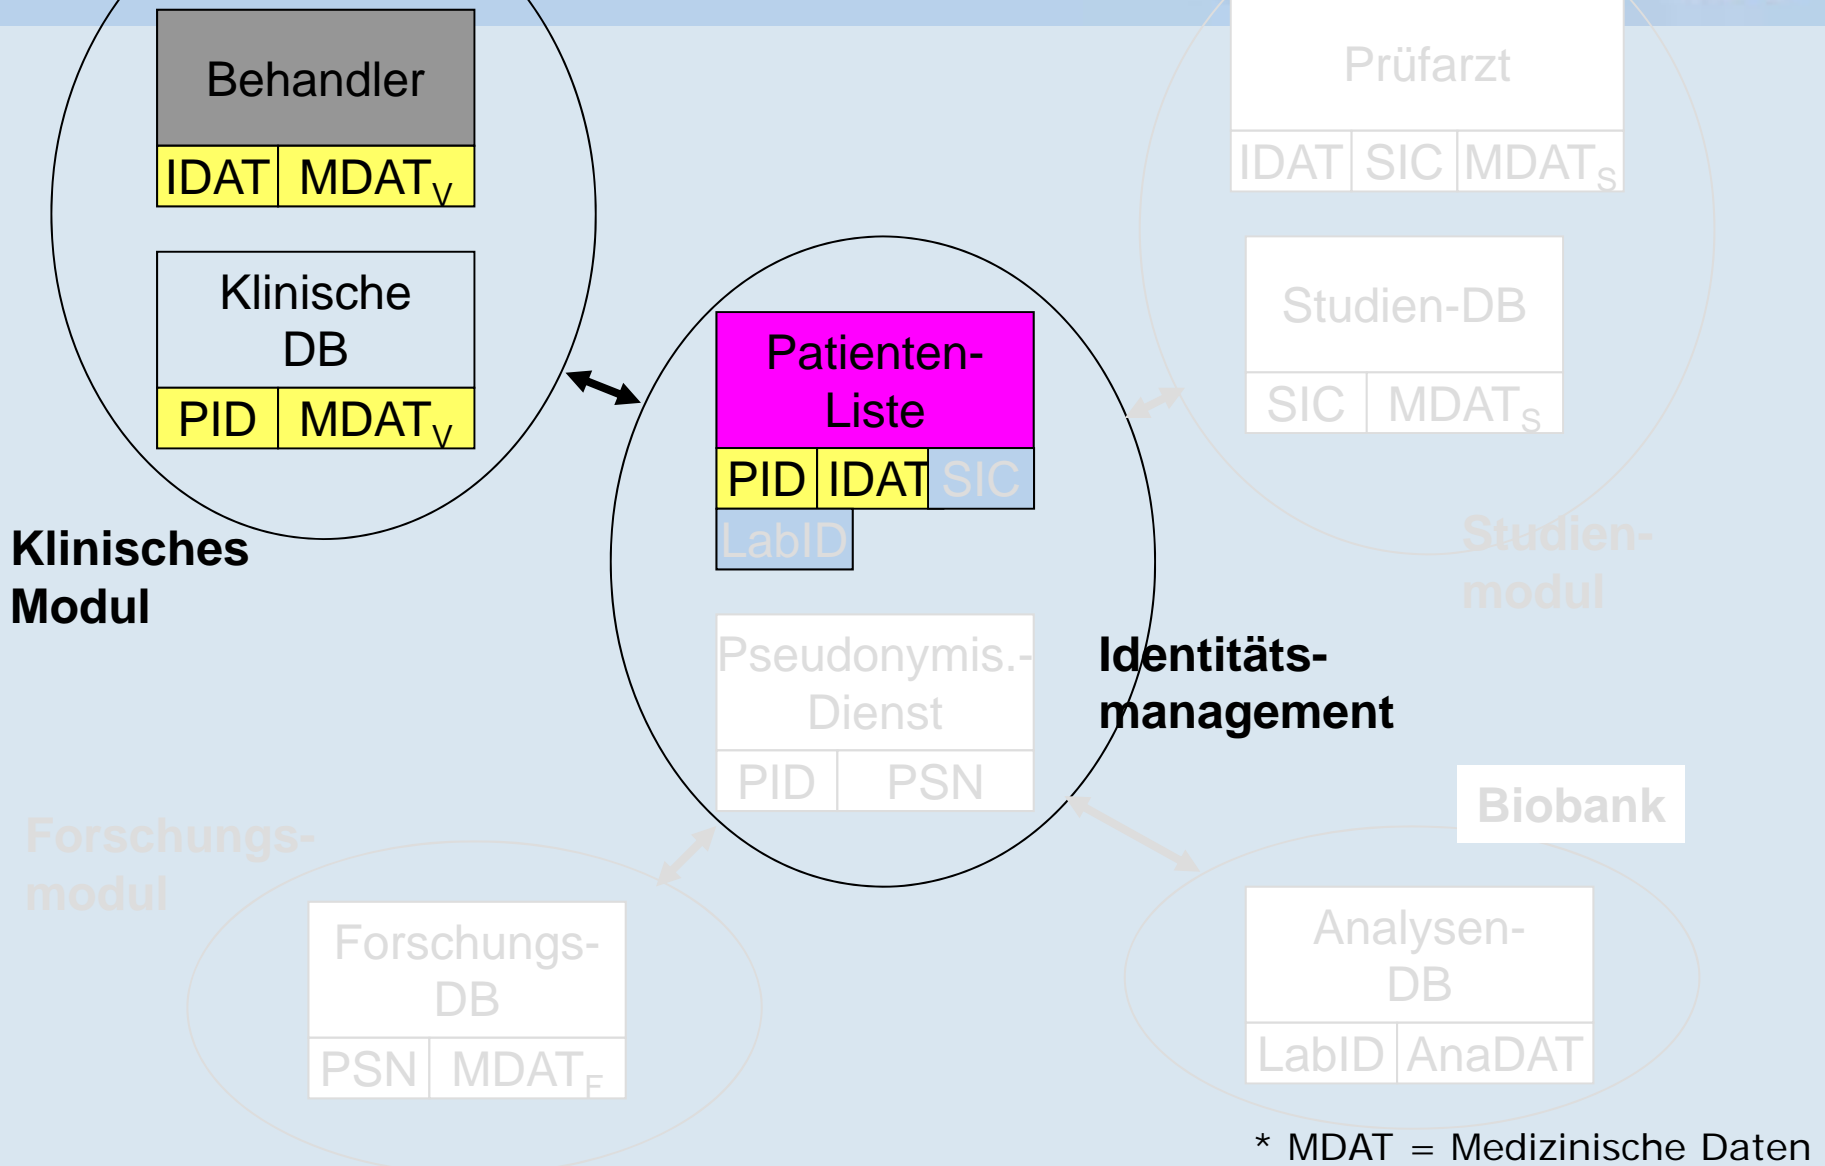 Behandler
IDAT MDATV
Klinische
DB
PID MDATV
Klinisches
Modul
Patienten-
Liste
PID IDAT SIC
LabID
Pseudonymis.-
Dienst
PID PSN
Identitäts-
management
Prüfarzt
IDAT SIC MDATS
Studien-DB
SIC MDATS
Studien-
modul
Forschungs-
modul
Forschungs-
DB
PSN MDATF
Biobank
Analysen-
DB
LabID AnaDAT
* MDAT = Medizinische Daten